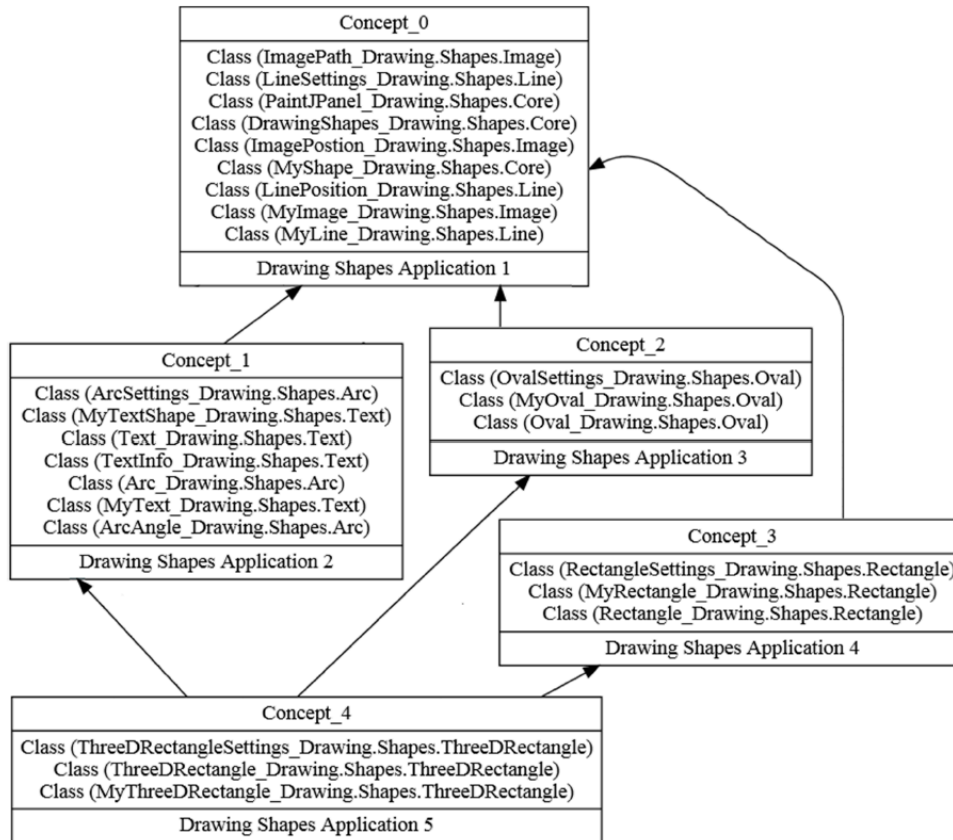 Concept_0
Class (ImagePath_Drawing.Shapes.Image)
Class (LineSettings_Drawing.Shapes.Line)
Class (PaintJPanel_Drawing.Shapes.Core)
Class (DrawingShapes_Drawing.Shapes.Core)
Class (ImagePostion_Drawing.Shapes.Image)
Class (MyShape_Drawing.Shapes.Core)
Class (LinePosition_Drawing.Shapes.Line)
Class (MyImage_Drawing.Shapes.Image)
Class (MyLine_Drawing.Shapes.Line)
Drawing Shapes Application 1
Concept_1
Class (ArcSettings_Drawing.Shapes.Arc)
Class (MyTextShape_Drawing.Shapes.Text)
Class (Text_Drawing.Shapes.Text)
Class (TextInfo_Drawing.Shapes.Text)
Class (Arc_Drawing.Shapes.Arc)
Class (MyText_Drawing.Shapes.Text)
Class (ArcAngle_Drawing.Shapes.Arc)
Drawing Shapes Application 2
Concept_2
Class (OvalSettings_Drawing.Shapes.Oval)
Class (MyOval_Drawing.Shapes.Oval)
Class (Oval_Drawing.Shapes.Oval)
Drawing Shapes Application 3
Concept_3
Class (RectangleSettings_Drawing.Shapes.Rectangle)
Class (MyRectangle_Drawing.Shapes.Rectangle)
Class (Rectangle_Drawing.Shapes.Rectangle)
Drawing Shapes Application 4
Concept_4
Class (ThreeDRectangleSettings_Drawing.Shapes.ThreeDRectangle)
Class (ThreeDRectangle_Drawing.Shapes.ThreeDRectangle)
Class (MyThreeDRectangle_Drawing.Shapes.ThreeDRectangle)
Drawing Shapes Application 5